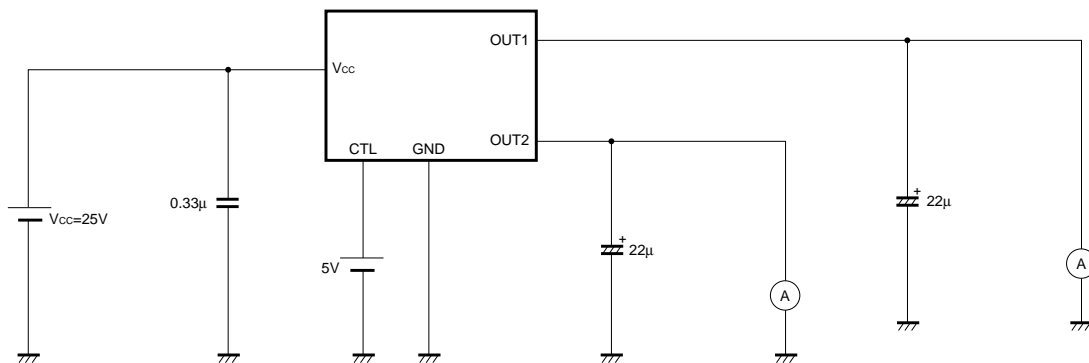 OUT1
Vcc
OUT2
CTL GND
+
22μ
0.33μ
Vcc=25V
+
22μ
5V
A
A